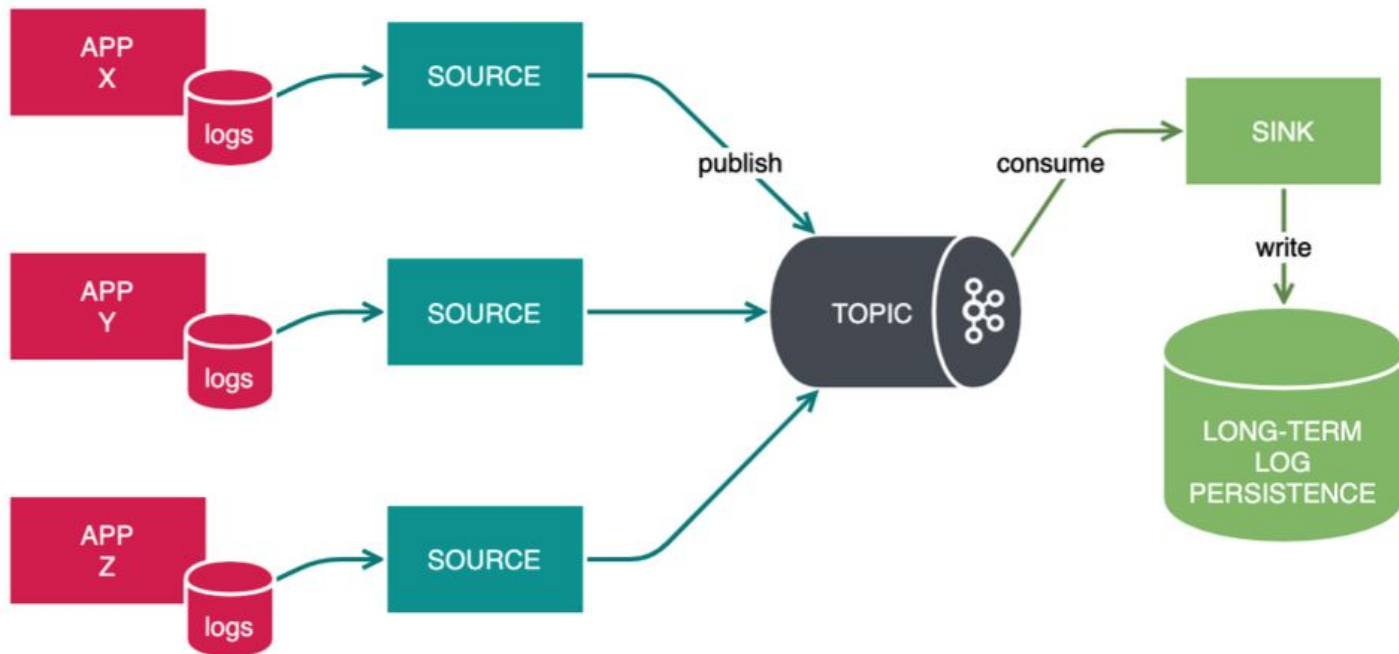 APP
X
logs
SOURCE
publish
consume
SINK
write
APP
Y
logs
SOURCE
TOPIC
LONG-TERM
LOG
PERSISTENCE
APP
Z
logs
SOURCE